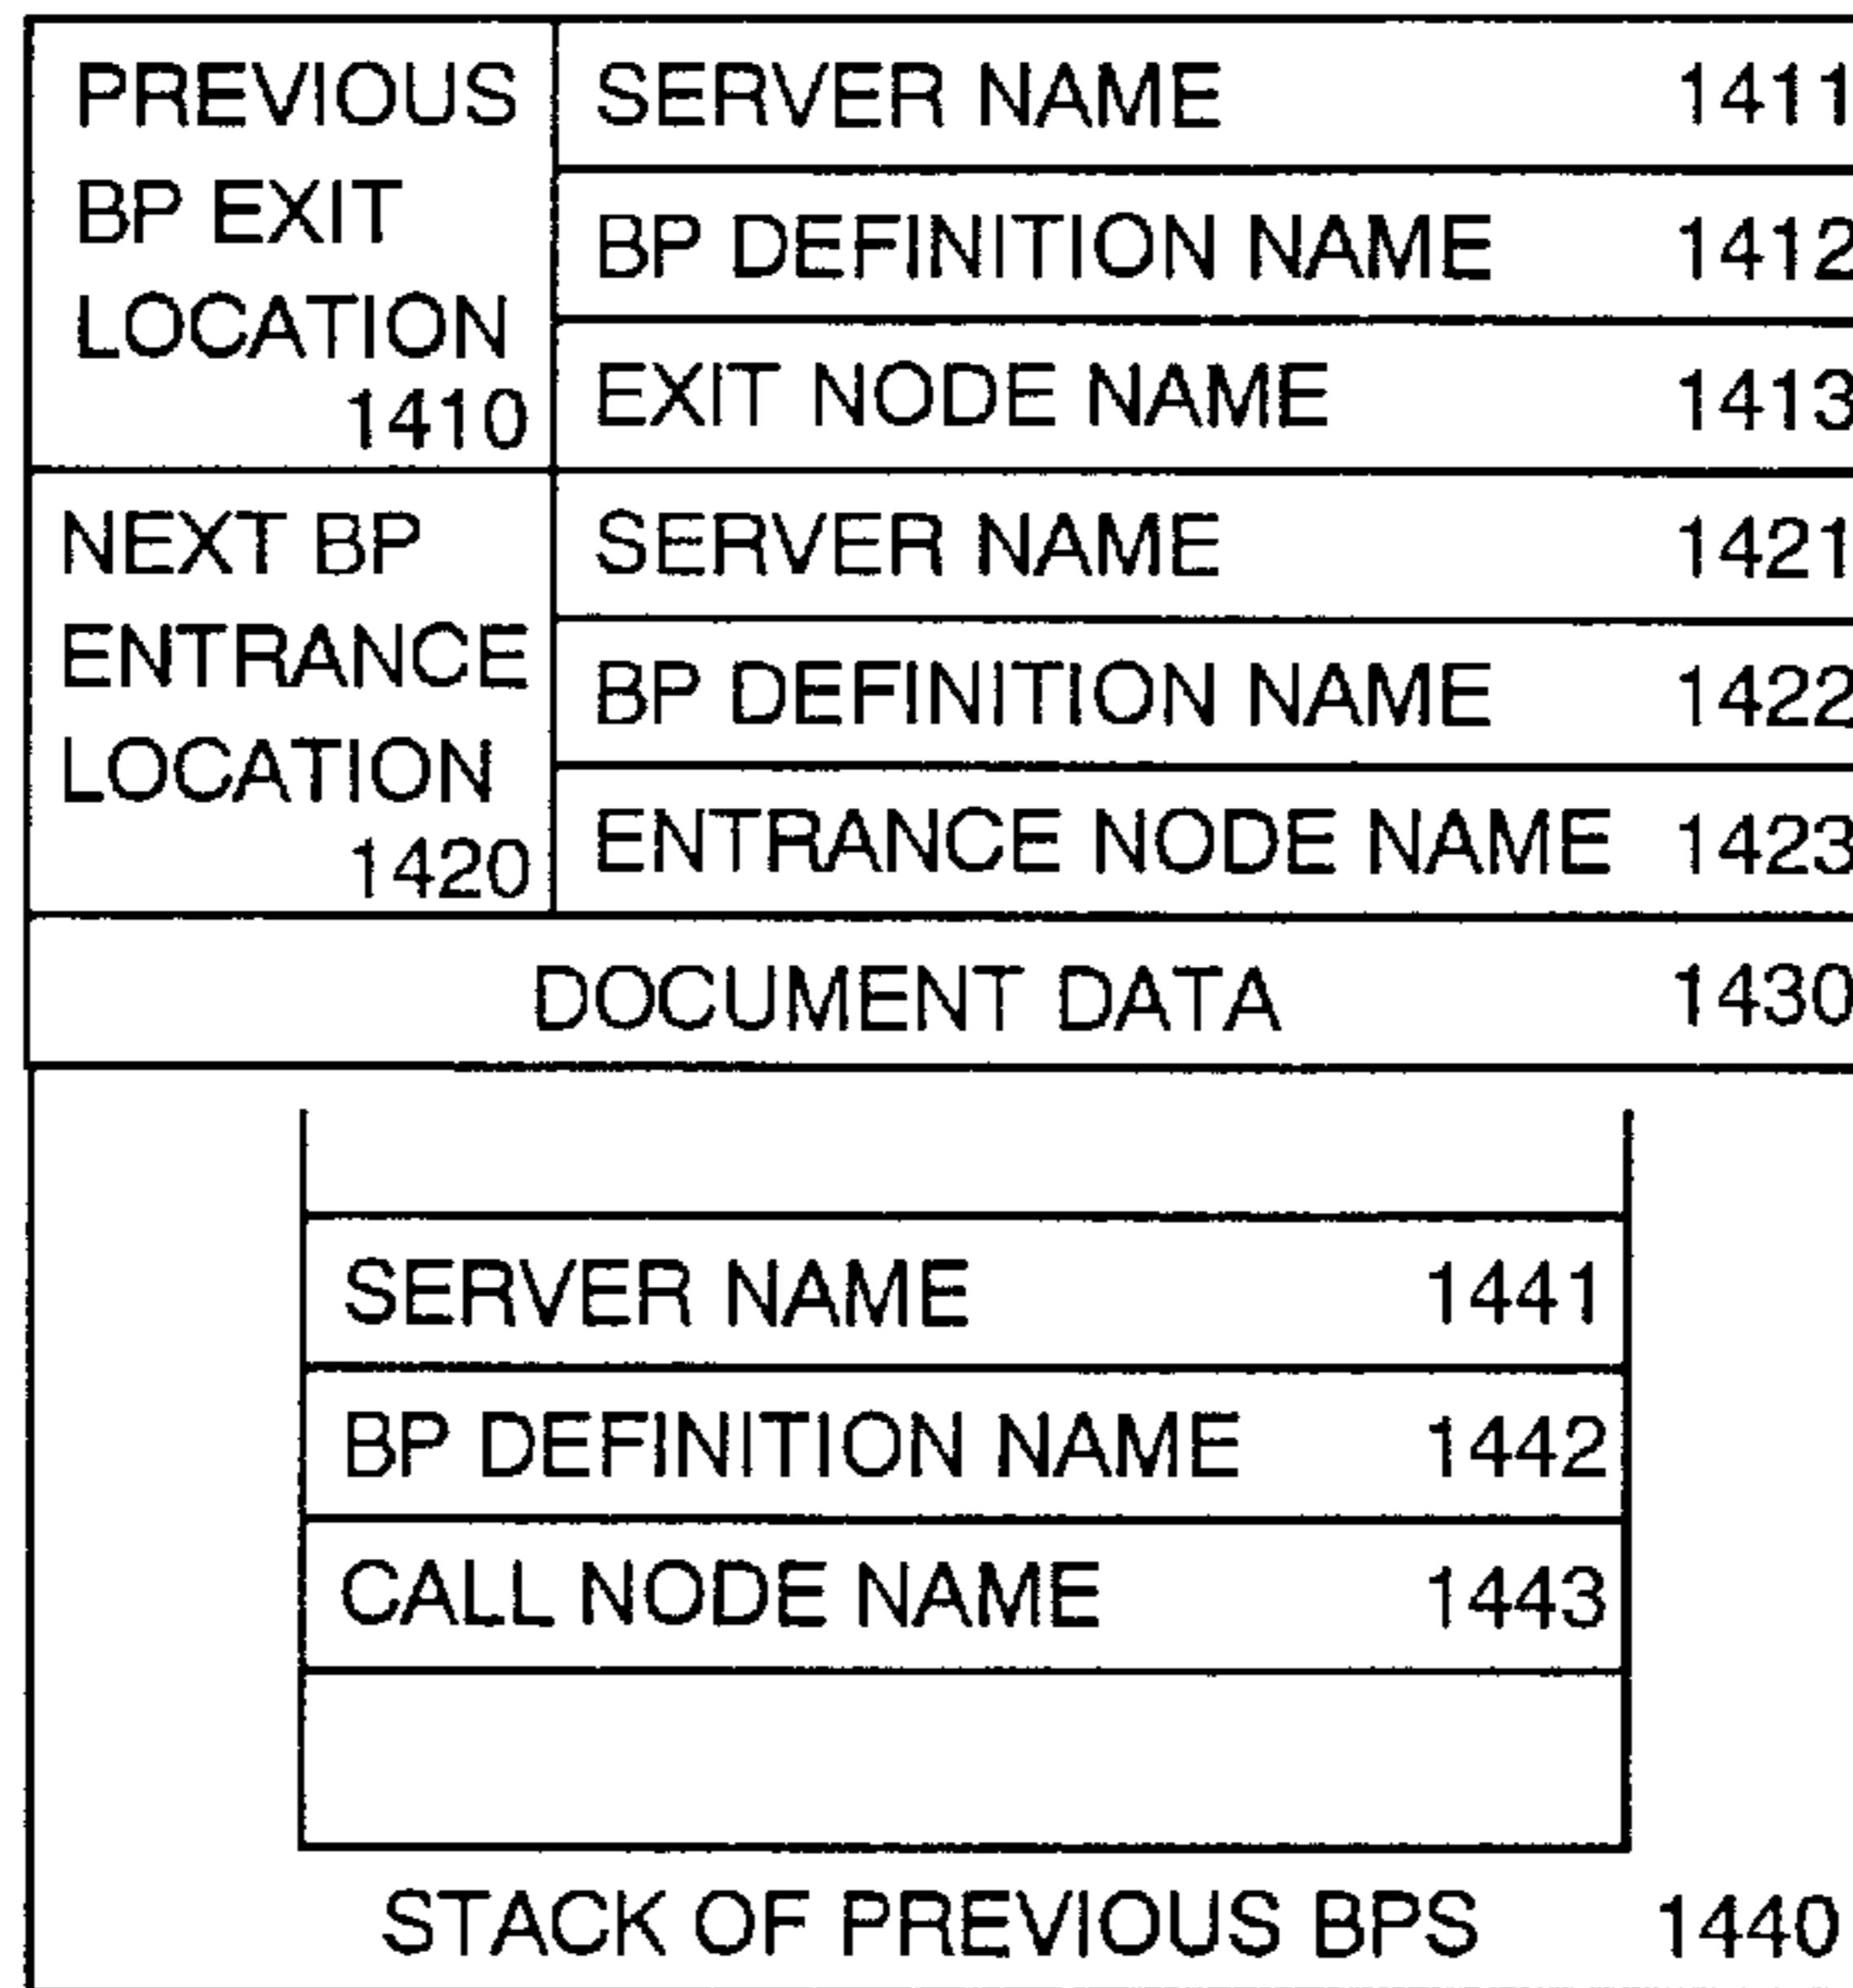 PREVIOUS
BP EXIT
LOCATION
1410
SERVER NAME 1411
BP DEFINITION NAME 1412
EXIT NODE NAME 1413
NEXT BP
ENTRANCE
LOCATION
1420
SERVER NAME 1421
BP DEFINITION NAME 1422
ENTRANCE NODE NAME 1423
DOCUMENT DATA 1430
SERVER NAME 1441
BP DEFINITION NAME 1442
CALL NODE NAME 1443
STACK OF PREVIOUS BPS 1440